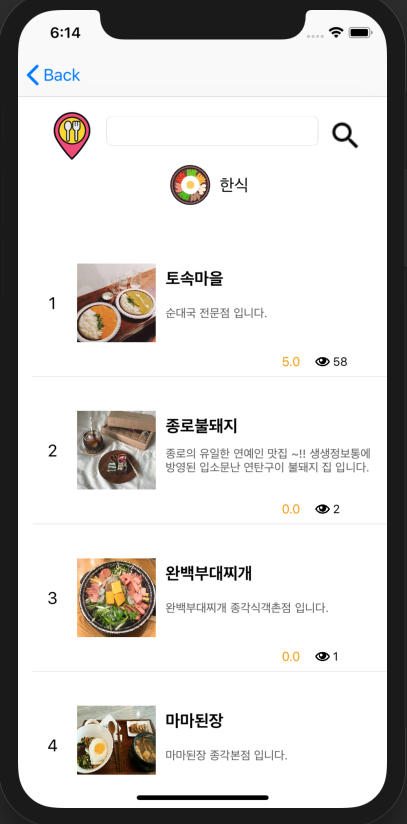 6:14
Back
한식
1
토속마을
순대국 전문점 입니다.
5.0 58
2
종로불돼지
종로의 유일한 연예인 맛집 ~!! 생생정보통에
방영된 입소문난 연탄구이 불돼지 집 입니다.
0.0 2
3
완백부대찌개
완백부대찌개 종각식객촌점 입니다.
0.0 1
4
마마된장
마마된장 종각본점 입니다.